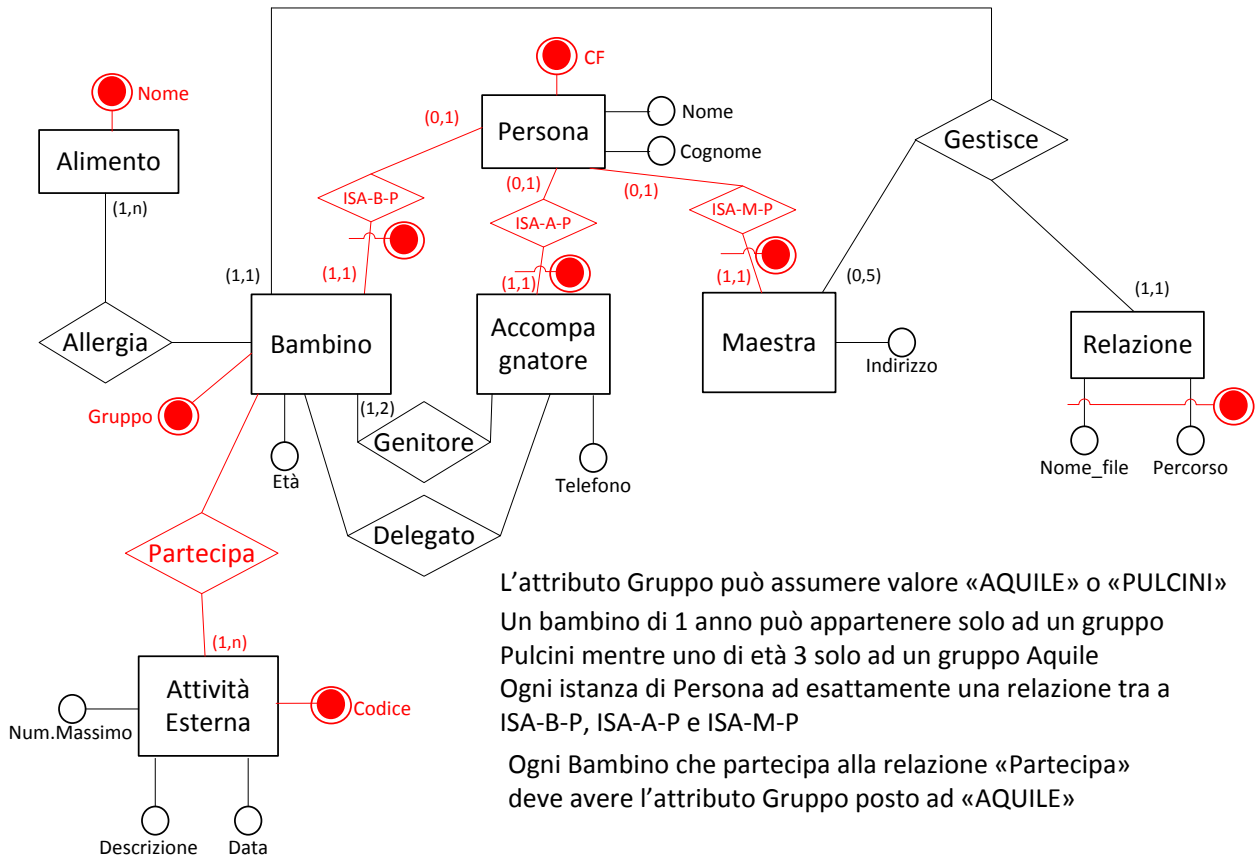 CF
Nome
(0,1)
Persona
Nome
Cognome
Gestisce
Alimento
(0,1)
(0,1)
ISA-B-P
ISA-A-P
ISA-M-P
(1,n)
(1,1)
(1,1)
(1,1)
(1,1)
(0,5)
(1,1)
Allergia
Bambino
Accompa
gnatore
Maestra
Indirizzo
Relazione
Gruppo
(1,2)
Genitore
Età
Telefono
Nome_file
Percorso
Delegato
Partecipa
(1,n)
Attività
Esterna
Codice
Num.Massimo
Descrizione
Data
L'attributo Gruppo può assumere valore «AQUILE» o «PULCINI»
Un bambino di 1 anno può appartenere solo ad un gruppo
Pulcini mentre uno di età 3 solo ad un gruppo Aquile
Ogni istanza di Persona ad esattamente una relazione tra a
ISA-B-P, ISA-A-P e ISA-M-P
Ogni Bambino che partecipa alla relazione «Partecipa»
deve avere l'attributo Gruppo posto ad «AQUILE»